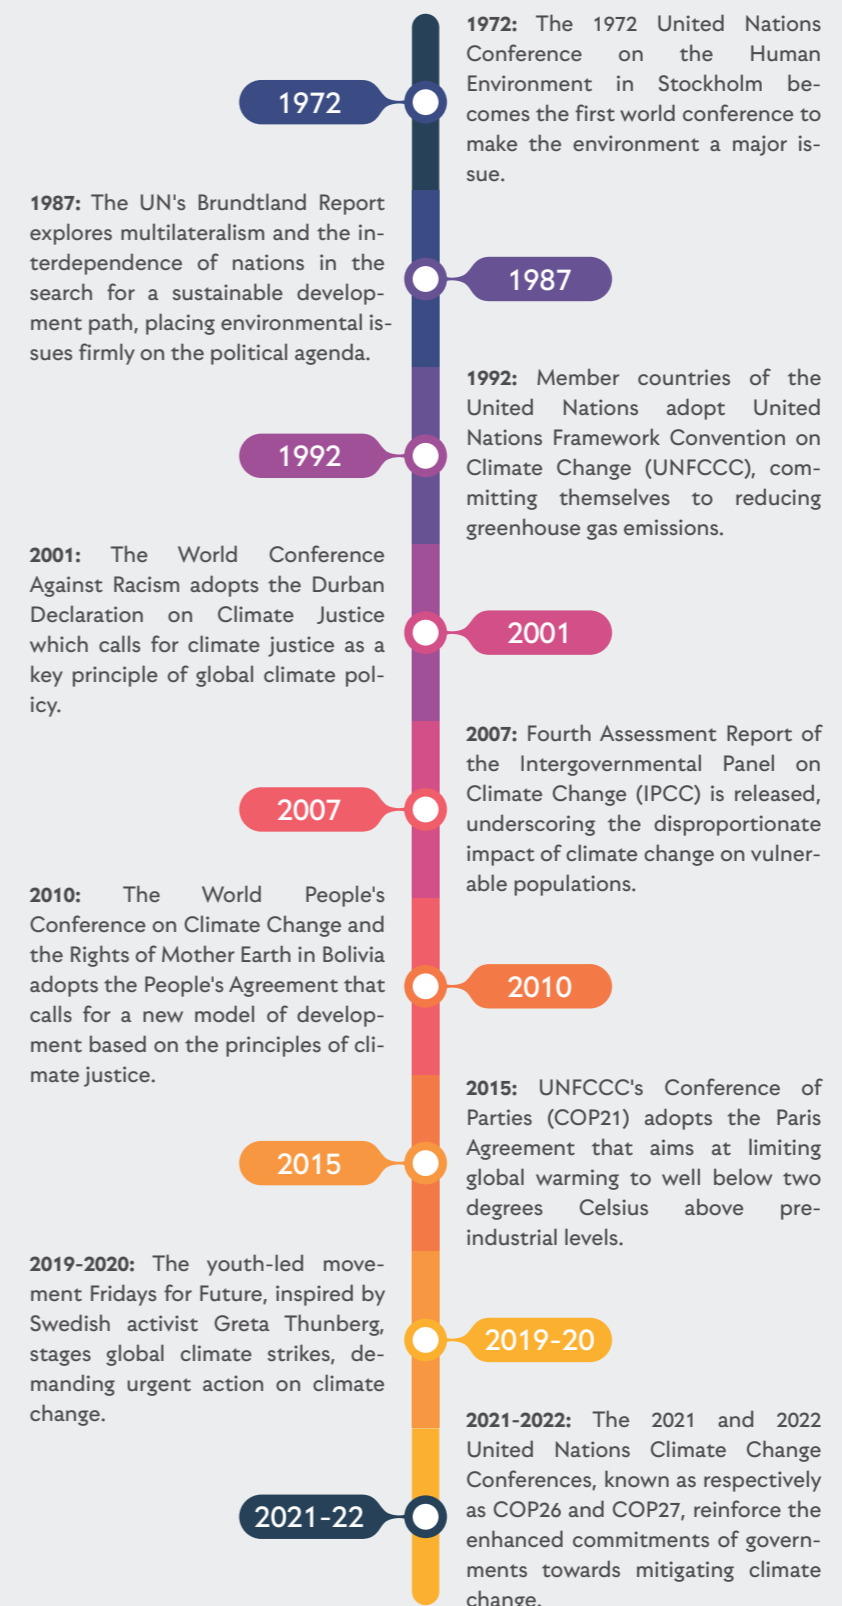 1972: The 1972 United Nations
Conference on the Human
Environment in Stockholm be-
comes the first world conference to
make the environment a major is-
sue.
1972
1987: The UN's Brundtland Report
explores multilateralism and the in-
terdependence of nations in the
search for a sustainable develop-
ment path, placing environmental is-
sues firmly on the political agenda.
1987
1992: Member countries of the
United Nations adopt United
Nations Framework Convention on
Climate Change (UNFCCC), com-
mitting themselves to reducing
greenhouse gas emissions.
1992
2001: The World Conference
Against Racism adopts the Durban
Declaration on Climate Justice
which calls for climate justice as a
key principle of global climate pol-
icy.
2001
2007: Fourth Assessment Report of
the Intergovernmental Panel on
Climate Change (IPCC) is released,
underscoring the disproportionate
impact of climate change on vulner-
able populations.
2007
2010: The World People's
Conference on Climate Change and
the Rights of Mother Earth in Bolivia
adopts the People's Agreement that
calls for a new model of develop-
ment based on the principles of cli-
mate justice.
2010
2015: UNFCCC's Conference of
Parties (COP21) adopts the Paris
Agreement that aims at limiting
global warming to well below two
degrees Celsius above pre-
industrial levels.
2015
2019-2020: The youth-led move-
ment Fridays for Future, inspired by
Swedish activist Greta Thunberg,
stages global climate strikes, de-
manding urgent action on climate
change.
2019-20
2021-2022: The 2021 and 2022
United Nations Climate Change
Conferences, known as respectively
as COP26 and COP27, reinforce the
enhanced commitments of govern-
ments towards mitigating climate
change.
2021-22